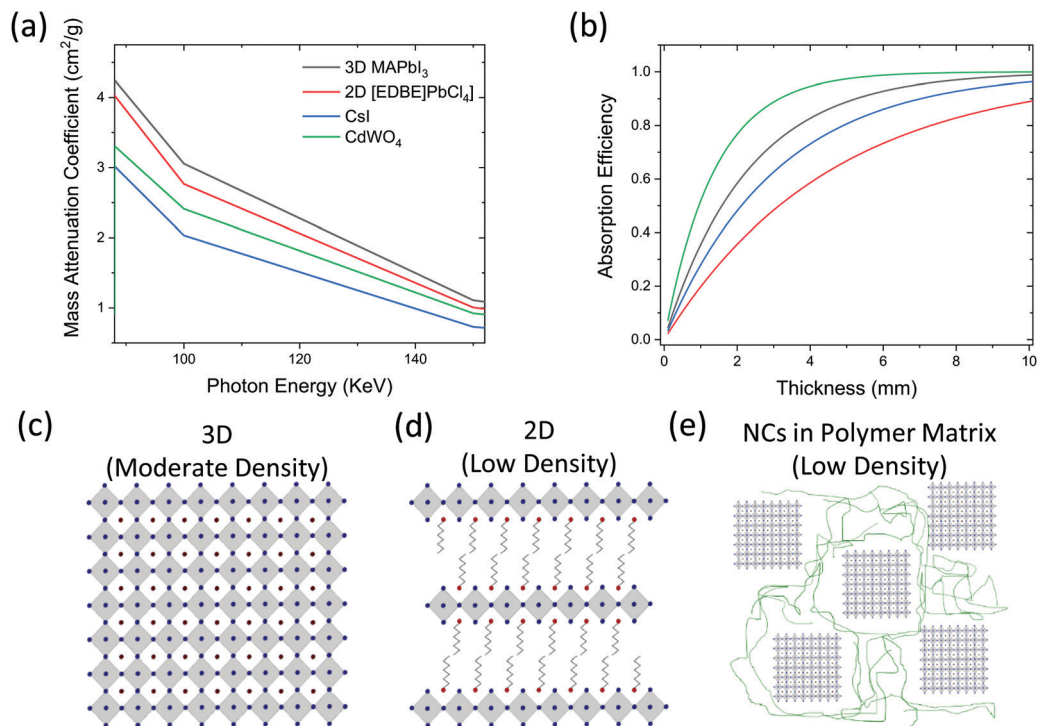 (a)
Mass Attenuation Coefficient (cm²/g)
4
3
2
1
100
120
140
Photon Energy (KeV)
3D MAPbI₃
2D [EDBE]PbCl₄]
CsI
CdWO₄
(b)
Absorption Efficiency
1.0
0.8
0.6
0.4
0.2
0.0
0
2
4
6
8
10
Thickness (mm)
(c)
3D
(Moderate Density)
(d)
2D
(Low Density)
(e)
NCs in Polymer Matrix
(Low Density)